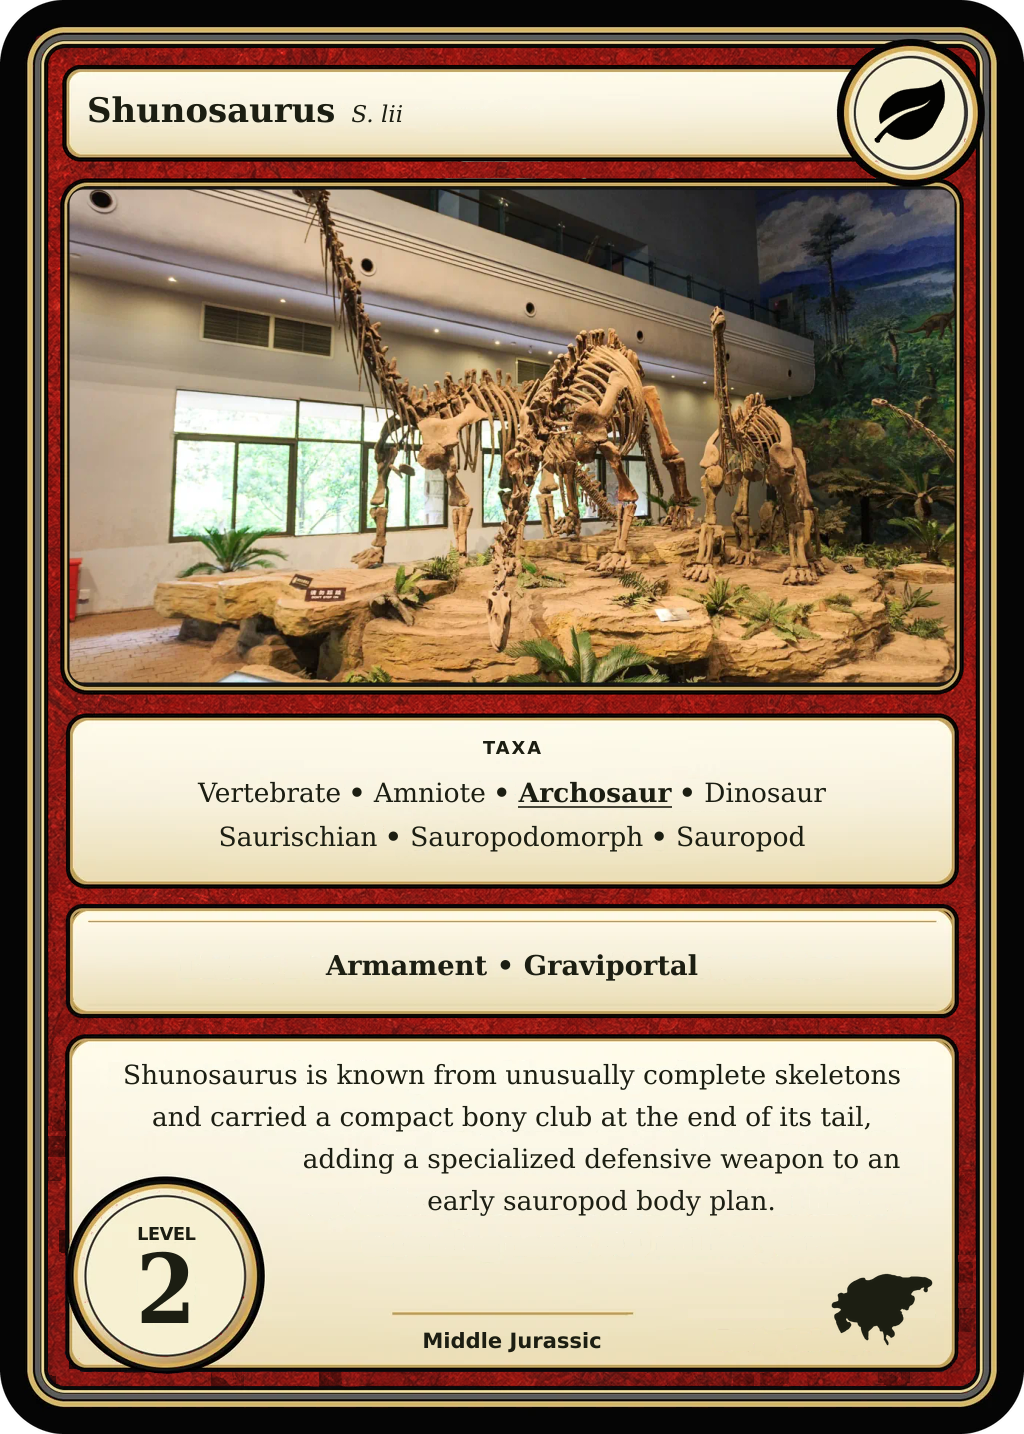 Shunosaurus S. lii
TAXA
Vertebrate • Amniote • Archosaur • Dinosaur
Saurischian • Sauropodomorph • Sauropod
Armament • Graviportal
Shunosaurus is known from unusually complete skeletons
and carried a compact bony club at the end of its tail,
adding a specialized defensive weapon to an
early sauropod body plan.
LEVEL
2
Middle Jurassic